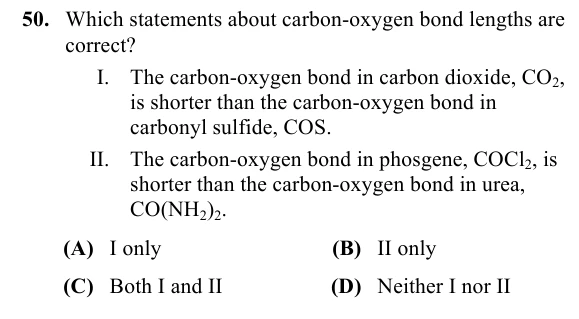 50. Which statements about carbon-oxygen bond lengths are
correct?
I. The carbon-oxygen bond in carbon dioxide, CO₂,
is shorter than the carbon-oxygen bond in
carbonyl sulfide, COS.
II. The carbon-oxygen bond in phosgene, COCl₂, is
shorter than the carbon-oxygen bond in urea,
CO(NH₂)₂.
(A) I only (B) II only
(C) Both I and II (D) Neither I nor II